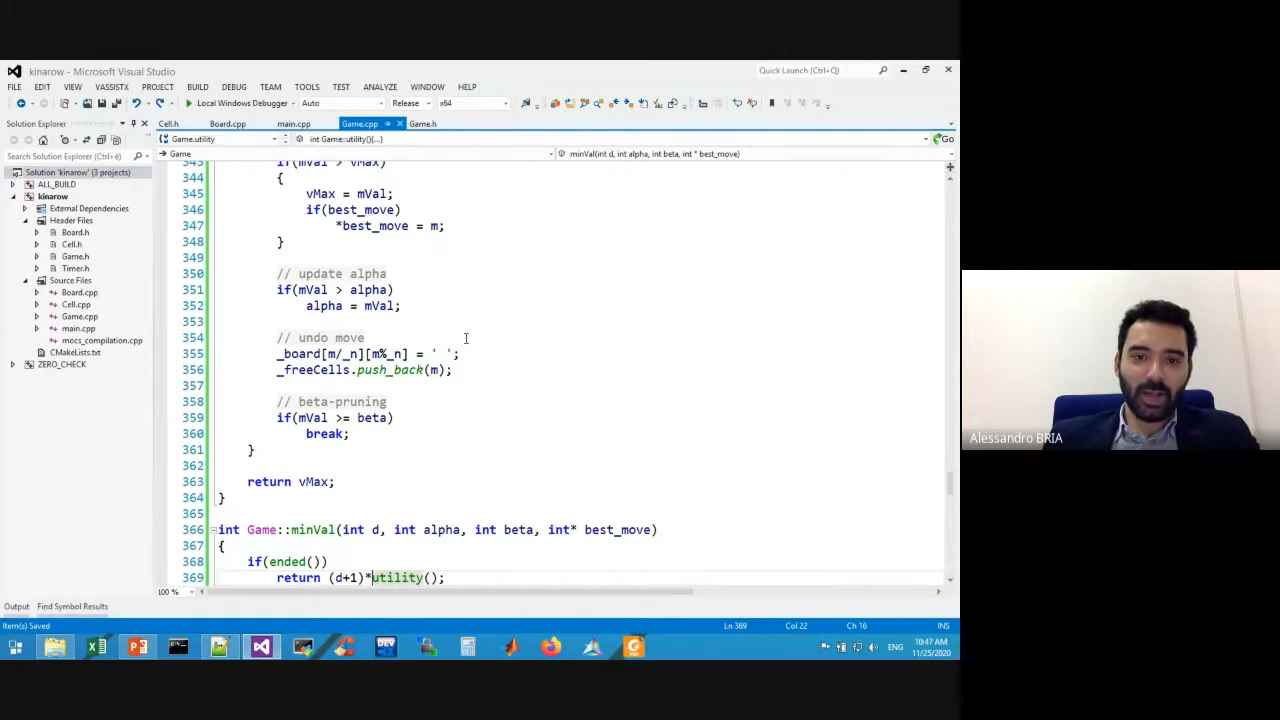 kinarow - Microsoft Visual Studio
Quick Launch (Ctrl+Q)
FILE EDIT VIEW VASSISTX PROJECT BUILD DEBUG TEAM TOOLS TEST ANALYZE WINDOW HELP
Local Windows Debugger Auto Release x64
Solution Explorer
Cell.h Board.cpp main.cpp Game.cpp Game.h
Game.utility int Game::utility(){...} Go
Search Solution Explorer (Ctrl+è)
Game minVal(int d, int alpha, int beta, int * best_move)
Solution 'kinarow' (3 projects)
ALL_BUILD
kinarow
External Dependencies
Header Files
Board.h
Cell.h
Game.h
Timer.h
Source Files
Board.cpp
Cell.cpp
Game.cpp
main.cpp
mocs_compilation.cpp
CMakeLists.txt
ZERO_CHECK
343 if(mVal > vMax)
344 {
345 vMax = mVal;
346 if(best_move)
347 *best_move = m;
348 }
349
350 // update alpha
351 if(mVal > alpha)
352 alpha = mVal;
353
354 // undo move
355 _board[m/_n][m%_n] = ' ';
356 _freeCells.push_back(m);
357
358 // beta-pruning
359 if(mVal >= beta)
360 break;
361 }
362
363 return vMax;
364 }
365
366 int Game::minVal(int d, int alpha, int beta, int* best_move)
367 {
368 if(ended())
369 return (d+1)*utility();
100 %
Output Find Symbol Results
Item(s) Saved Ln 369 Col 22 Ch 16 INS
ENG
10:47 AM
11/25/2020
Alessandro BRIA